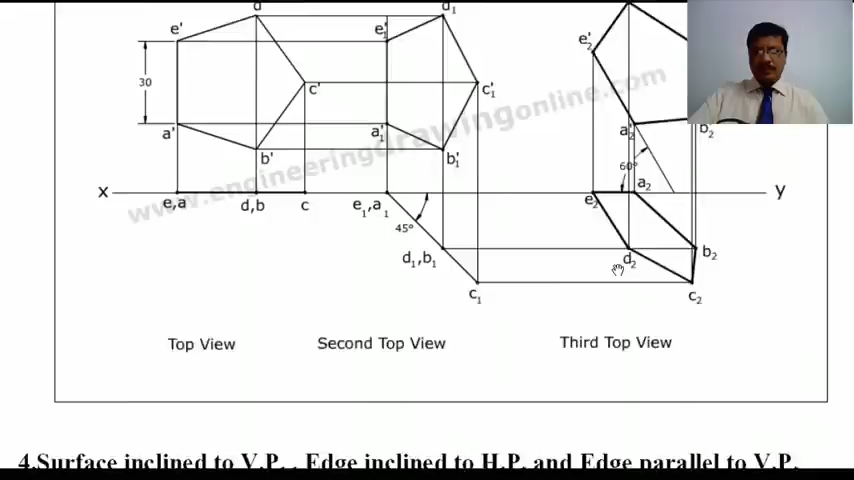 d
d₁
e'
e'₁
e'₂
30
c'
c'₁
a'
a'₁
a'₂
b'
b'₁
b₂
www.engineeringdrawingonline.com
60°
x
y
e,a
d,b
c
e₁,a₁
e₂
a₂
45°
d₁,b₁
d₂
b₂
c₁
c₂
Top View
Second Top View
Third Top View
4.Surface inclined to V.P., Edge inclined to H.P. and Edge parallel to V.P.